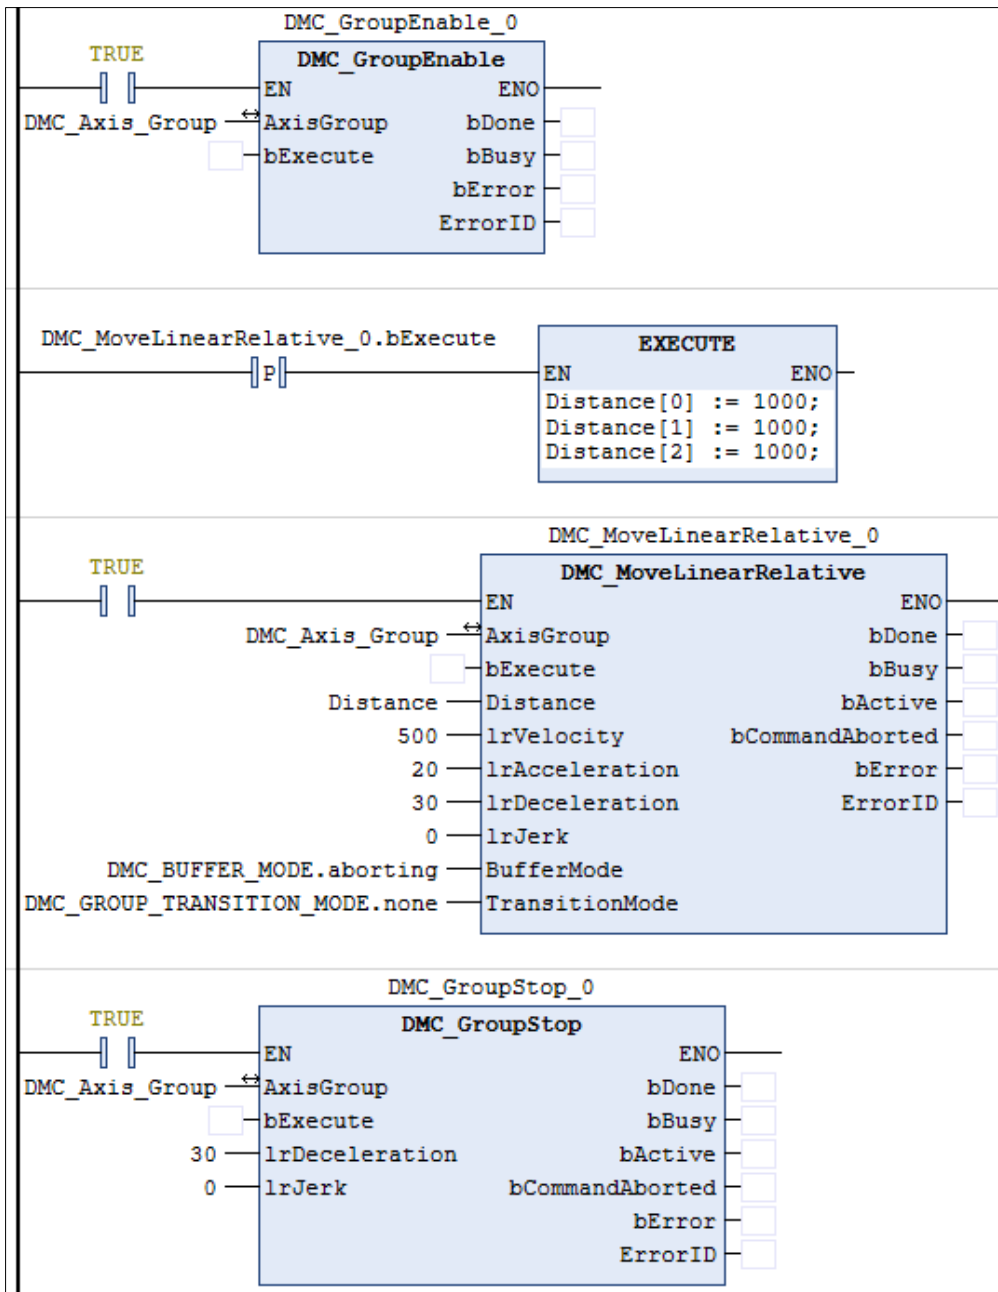 DMC_GroupEnable_0
TRUE
DMC_GroupEnable
EN ENO
DMC_Axis_Group AxisGroup bDone
bExecute bBusy
bError
ErrorID
DMC_MoveLinearRelative_0.bExecute
EXECUTE
P
EN ENO
Distance[0] := 1000;
Distance[1] := 1000;
Distance[2] := 1000;
DMC_MoveLinearRelative_0
TRUE
DMC_MoveLinearRelative
EN ENO
DMC_Axis_Group AxisGroup bDone
bExecute bBusy
Distance Distance bActive
500 lrVelocity bCommandAborted
20 lrAcceleration bError
30 lrDeceleration ErrorID
0 lrJerk
DMC_BUFFER_MODE.aborting BufferMode
DMC_GROUP_TRANSITION_MODE.none TransitionMode
DMC_GroupStop_0
TRUE
DMC_GroupStop
EN ENO
DMC_Axis_Group AxisGroup bDone
bExecute bBusy
30 lrDeceleration bActive
0 lrJerk bCommandAborted
bError
ErrorID